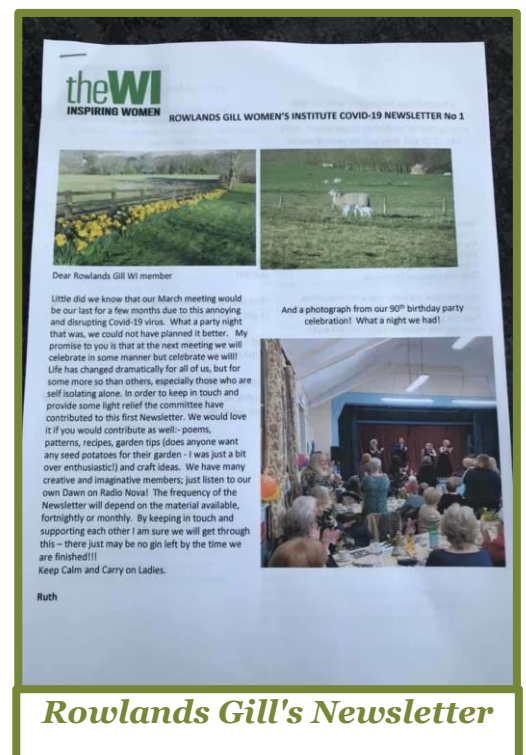 theWI
INSPIRING WOMEN
ROWLANDS GILL WOMEN'S INSTITUTE COVID-19 NEWSLETTER No 1
Dear Rowlands Gill WI member
Little did we know that our March meeting would
be our last for a few months due to this annoying
and disrupting Covid-19 virus. What a party night
that was, we could not have planned it better. My
promise to you is that at the next meeting we will
celebrate in some manner but celebrate we will!
Life has changed dramatically for all of us, but for
some more so than others, especially those who are
self isolating alone. In order to keep in touch and
provide some light relief the committee have
contributed to this first Newsletter. We would love
it if you would contribute as well:- poems,
patterns, recipes, garden tips (does anyone want
any seed potatoes for their garden - I was just a bit
over enthusiastic!) and craft ideas. We have many
creative and imaginative members; just listen to our
own Dawn on Radio Nova! The frequency of the
Newsletter will depend on the material available,
fortnightly or monthly. By keeping in touch and
supporting each other I am sure we will get through
this – there just may be no gin left by the time we
are finished!!!
Keep Calm and Carry on Ladies.
Ruth
And a photograph from our 90th birthday party
celebration! What a night we had!
Rowlands Gill's Newsletter